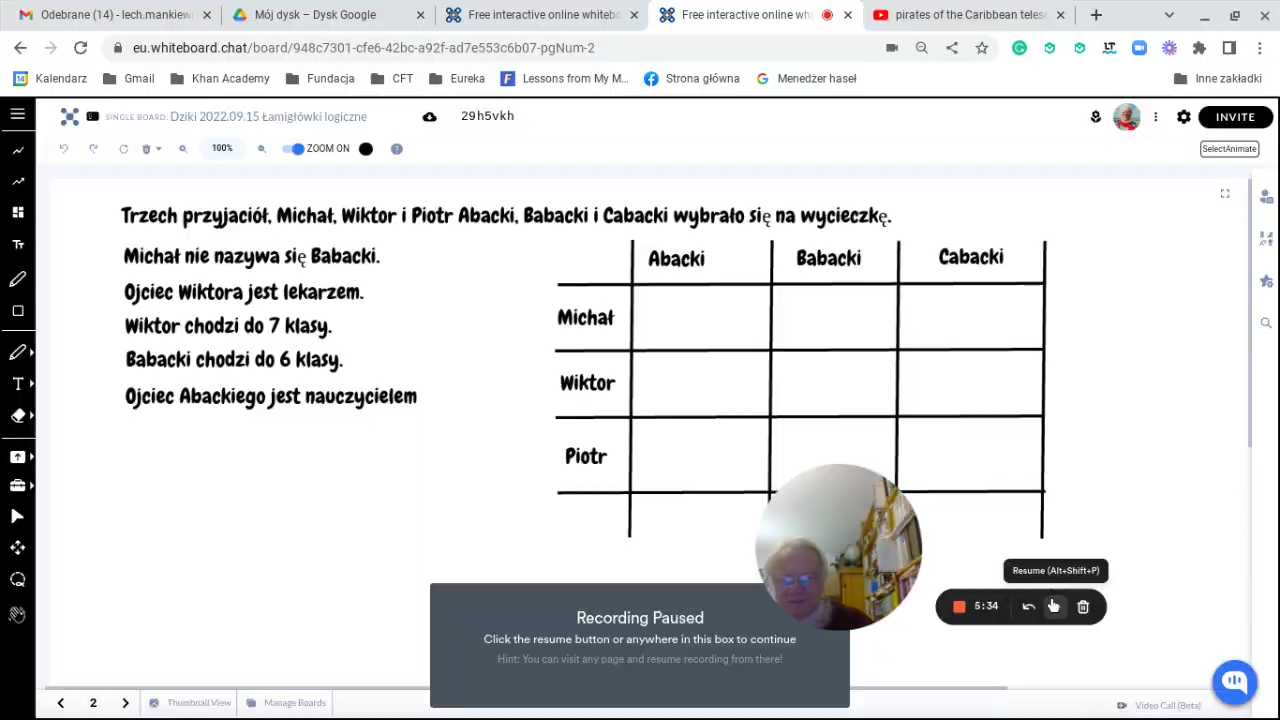 Odebrane (14) - lech.mankiew
Mój dysk – Dysk Google
Free interactive online whitebo
Free interactive online whi
pirates of the Caribbean telesc
eu.whiteboard.chat/board/948c7301-cfe6-42bc-a92f-ad7e553c6b07-pgNum-2
Kalendarz
Gmail
Khan Academy
Fundacja
CFT
Eureka
Lessons from My M...
Strona główna
Menedżer haseł
Inne zakładki
SINGLE BOARD: Dziki 2022.09.15 Łamigłówki logiczne
29h5vkh
INVITE
100%
ZOOM ON
SelectAnimate
Trzech przyjaciół, Michał, Wiktor i Piotr Abacki, Babacki i Cabacki wybrało się na wycieczkę.
Michał nie nazywa się Babacki.
Ojciec Wiktora jest lekarzem.
Wiktor chodzi do 7 klasy.
Babacki chodzi do 6 klasy.
Ojciec Abackiego jest nauczycielem
Abacki Babacki Cabacki
Michał
Wiktor
Piotr
Resume (Alt+Shift+P)
5:34
Recording Paused
Click the resume button or anywhere in this box to continue
Hint: You can visit any page and resume recording from there!
2
Thumbnail View
Manage Boards
Video Call (Beta)